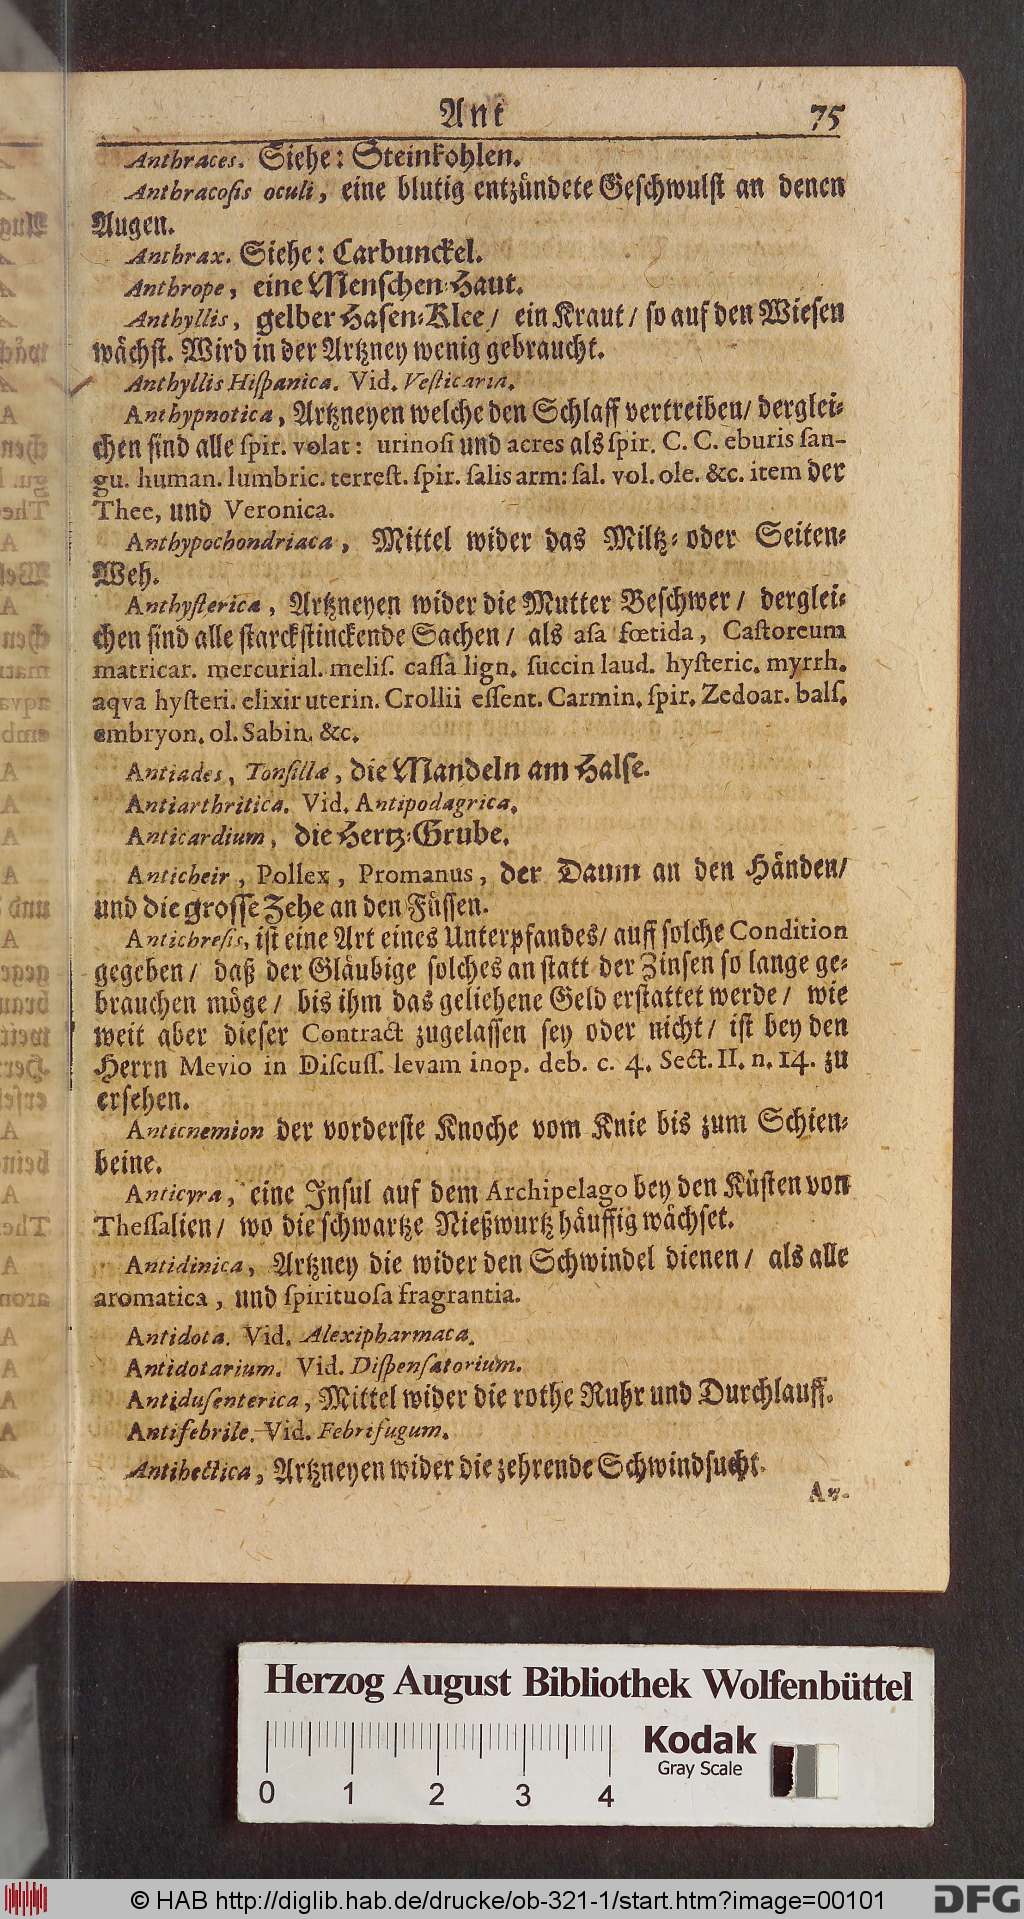 Ant 75
Anthraces. Siehe: Steinkohlen.
Anthracosis oculi, eine blutig entzündete Geschwulst an denen
Augen.
Anthrax. Siehe: Carbunckel.
Anthrope, eine Menschen-Haut.
Anthyllis, gelber Hasen-Klee/ ein Kraut/ so auf den Wiesen
wächst. Wird in der Artzney wenig gebraucht.
Anthyllis Hispanica. Vid. Vesticaria.
Anthypnotica, Artzneyen welche den Schlaff vertreiben/ derglei-
chen sind alle spir. volat: urinosi und acres als spir. C. C. eburis san-
gu. human. lumbric. terrest. spir. salis arm: sal. vol. ole. &c. item der
Thee, und Veronica.
Anthypochondriaca, Mittel wider das Miltz- oder Seiten-
Weh.
Anthysterica, Artzneyen wider die Mutter Beschwer/ derglei-
chen sind alle starckstinckende Sachen/ als asa fœtida, Castoreum
matricar. mercurial. melis. cassa lign. succin laud. hysteric. myrrh.
aqva hysteri. elixir uterin. Crollii essent. Carmin. spir. Zedoar. bals.
embryon. ol. Sabin. &c.
Antiades, Tonsillæ, die Mandeln am Halse.
Antiarthritica. Vid. Antipodagrica.
Anticardium, die Hertz-Grube.
Anticheir, Pollex, Promanus, der Daum an den Händen/
und die grosse Zehe an den Füssen.
Antichresis, ist eine Art eines Unterpfandes/ auff solche Condition
gegeben/ daß der Gläubige solches an statt der Zinsen so lange ge-
brauchen möge/ bis ihm das geliehene Geld erstattet werde/ wie
weit aber dieser Contract zugelassen sey oder nicht/ ist bey den
Herrn Mevio in Discuss. levam inop. deb. c. 4. Sect. II. n. 14. zu
ersehen.
Anticnemion der vorderste Knoche vom Knie bis zum Schien-
beine.
Anticyra, eine Insul auf dem Archipelago bey den Küsten von
Thessalien/ wo die schwartze Nießwurtz häuffig wächset.
Antidinica, Artzney die wider den Schwindel dienen/ als alle
aromatica, und spirituosa fragrantia.
Antidota. Vid. Alexipharmaca.
Antidotarium. Vid. Dispensatorium.
Antidusenterica, Mittel wider die rothe Ruhr und Durchlauff.
Antifebrile. Vid. Febrifugum.
Antihectica, Artzneyen wider die zehrende Schwindsucht.
An-
Herzog August Bibliothek Wolfenbüttel
Kodak
Gray Scale
0 1 2 3 4
© HAB http://diglib.hab.de/drucke/ob-321-1/start.htm?image=00101
DFG